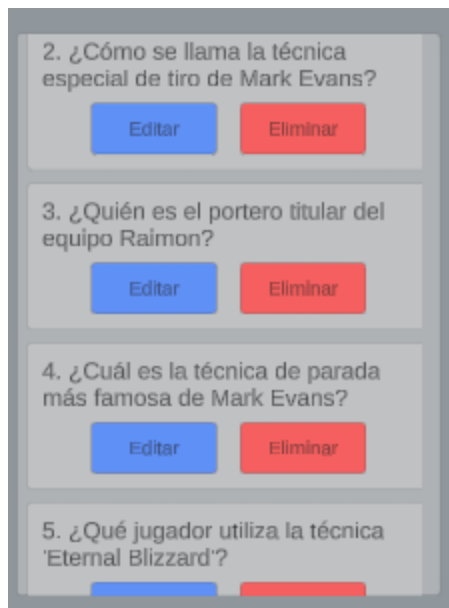 2. ¿Cómo se llama la técnica
especial de tiro de Mark Evans?
Editar Eliminar
3. ¿Quién es el portero titular del
equipo Raimon?
Editar Eliminar
4. ¿Cuál es la técnica de parada
más famosa de Mark Evans?
Editar Eliminar
5. ¿Qué jugador utiliza la técnica
'Eternal Blizzard'?